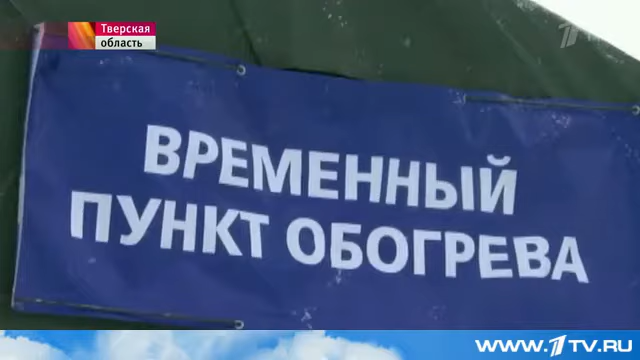 Тверская
область
ВРЕМЕННЫЙ
ПУНКТ ОБОГРЕВА
WWW.1TV.RU